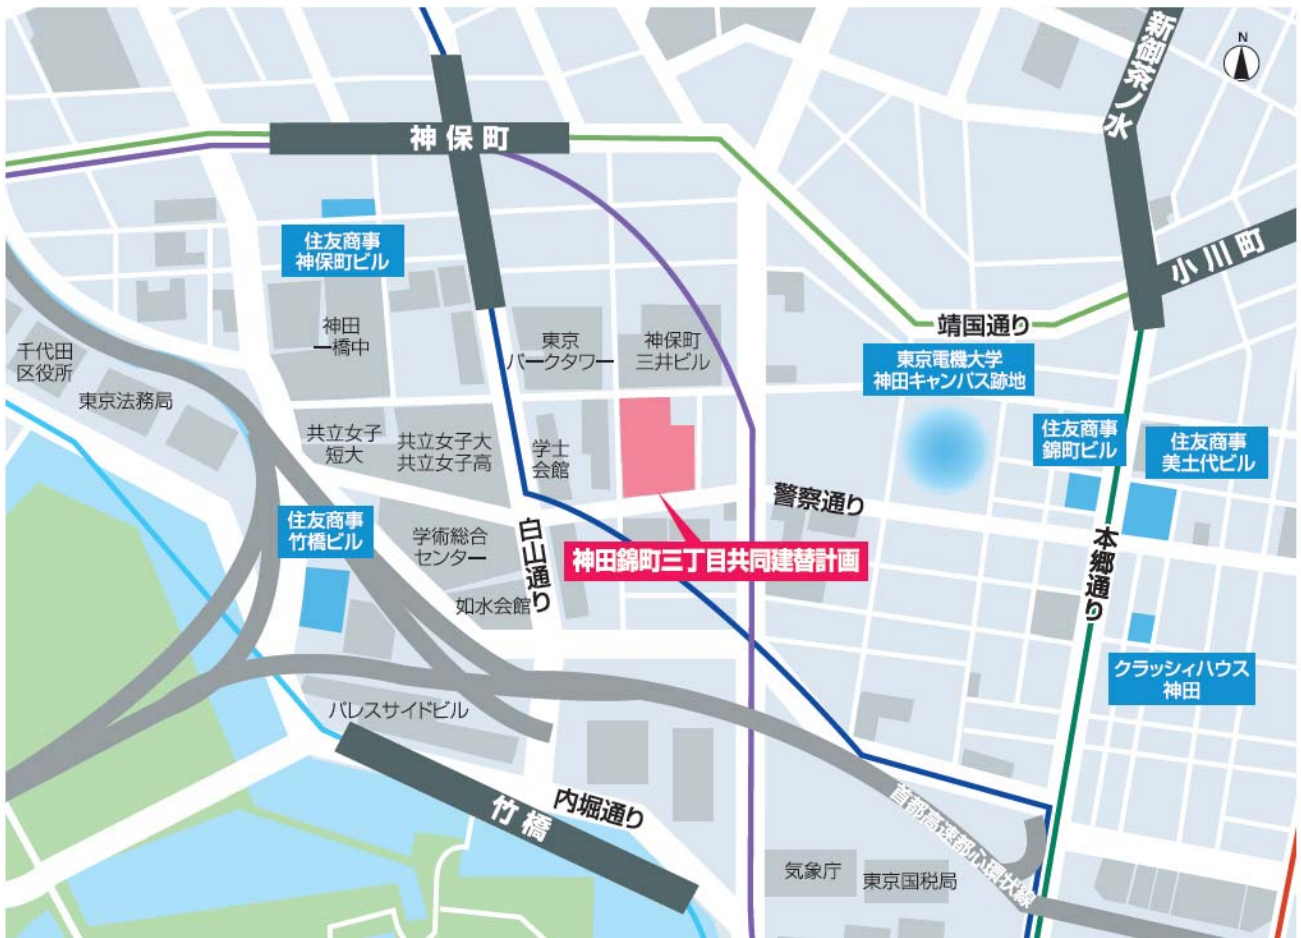 N
新御茶ノ水
神保町
小川町
住友商事
神保町ビル
靖国通り
千代田
区役所
神田
一橋中
東京
パークタワー
神保町
三井ビル
東京電機大学
神田キャンパス跡地
東京法務局
共立女子
短大
共立女子大
共立女子高
学士
会館
住友商事
錦町ビル
住友商事
美土代ビル
警察通り
住友商事
竹橋ビル
学術総合
センター
白山通り
神田錦町三丁目共同建替計画
本郷通り
如水会館
クラッシィハウス
神田
パレスサイドビル
竹橋
内堀通り
首都高速都心環状線
気象庁
東京国税局